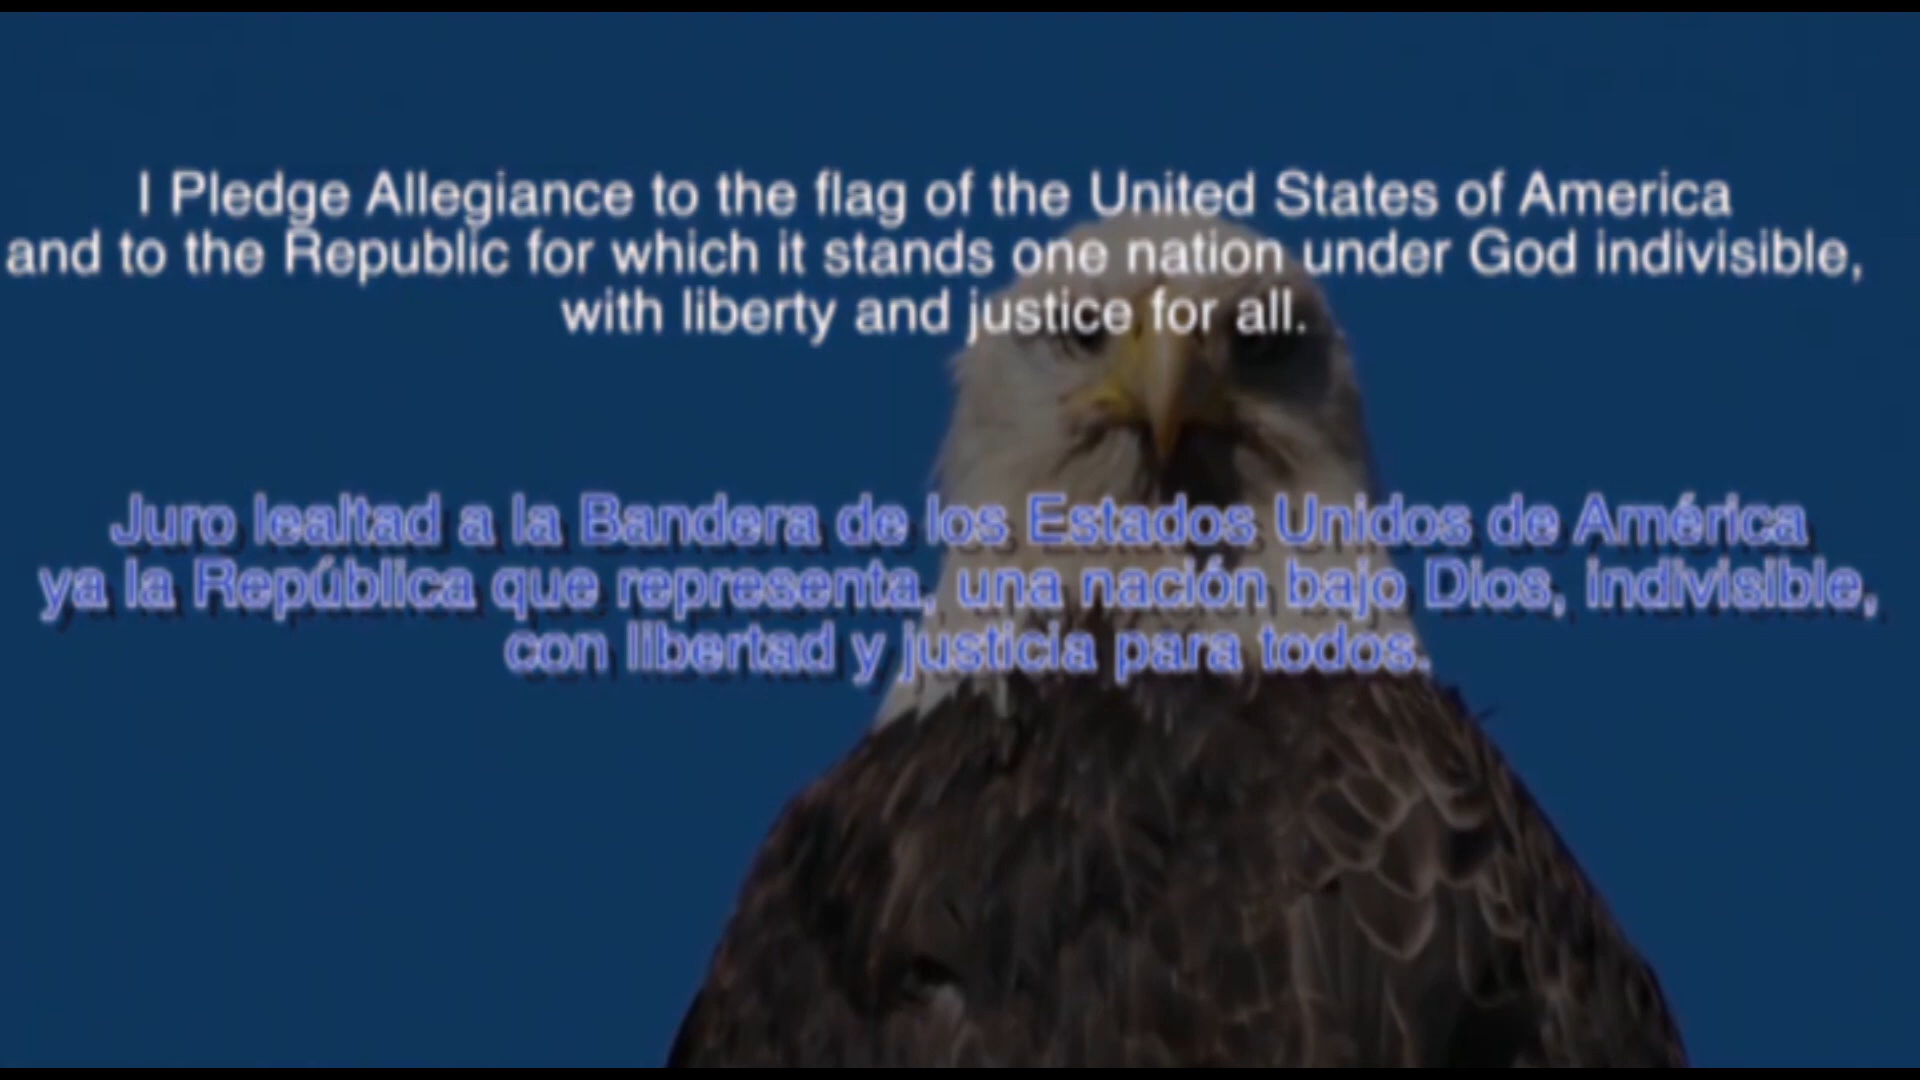 I Pledge Allegiance to the flag of the United States of America
and to the Republic for which it stands one nation under God indivisible,
with liberty and justice for all.
Juro lealtad a la Bandera de los Estados Unidos de América
ya la República que representa, una nación bajo Dios, indivisible,
con libertad y justicia para todos.